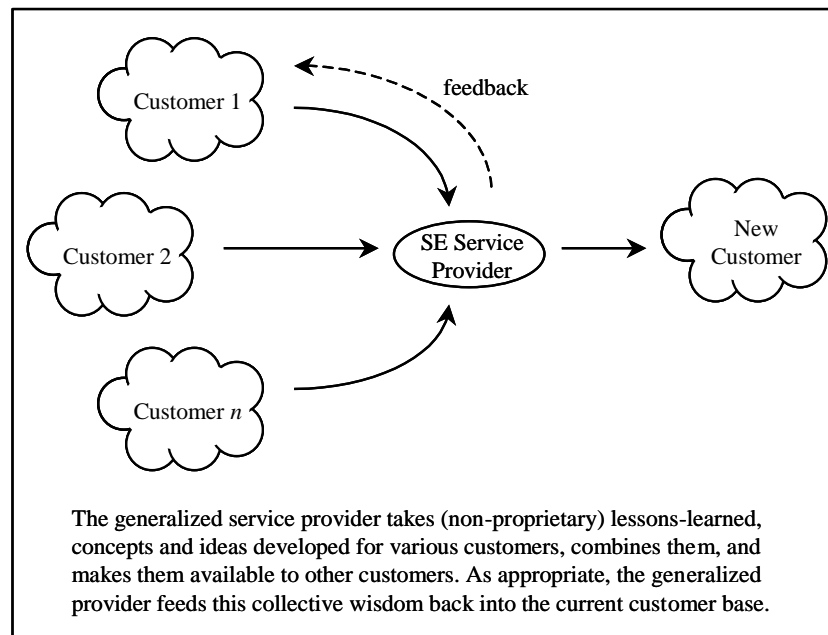 feedback
Customer 1
SE Service
Provider
New
Customer
Customer 2
Customer n
The generalized service provider takes (non-proprietary) lessons-learned,
concepts and ideas developed for various customers, combines them, and
makes them available to other customers. As appropriate, the generalized
provider feeds this collective wisdom back into the current customer base.